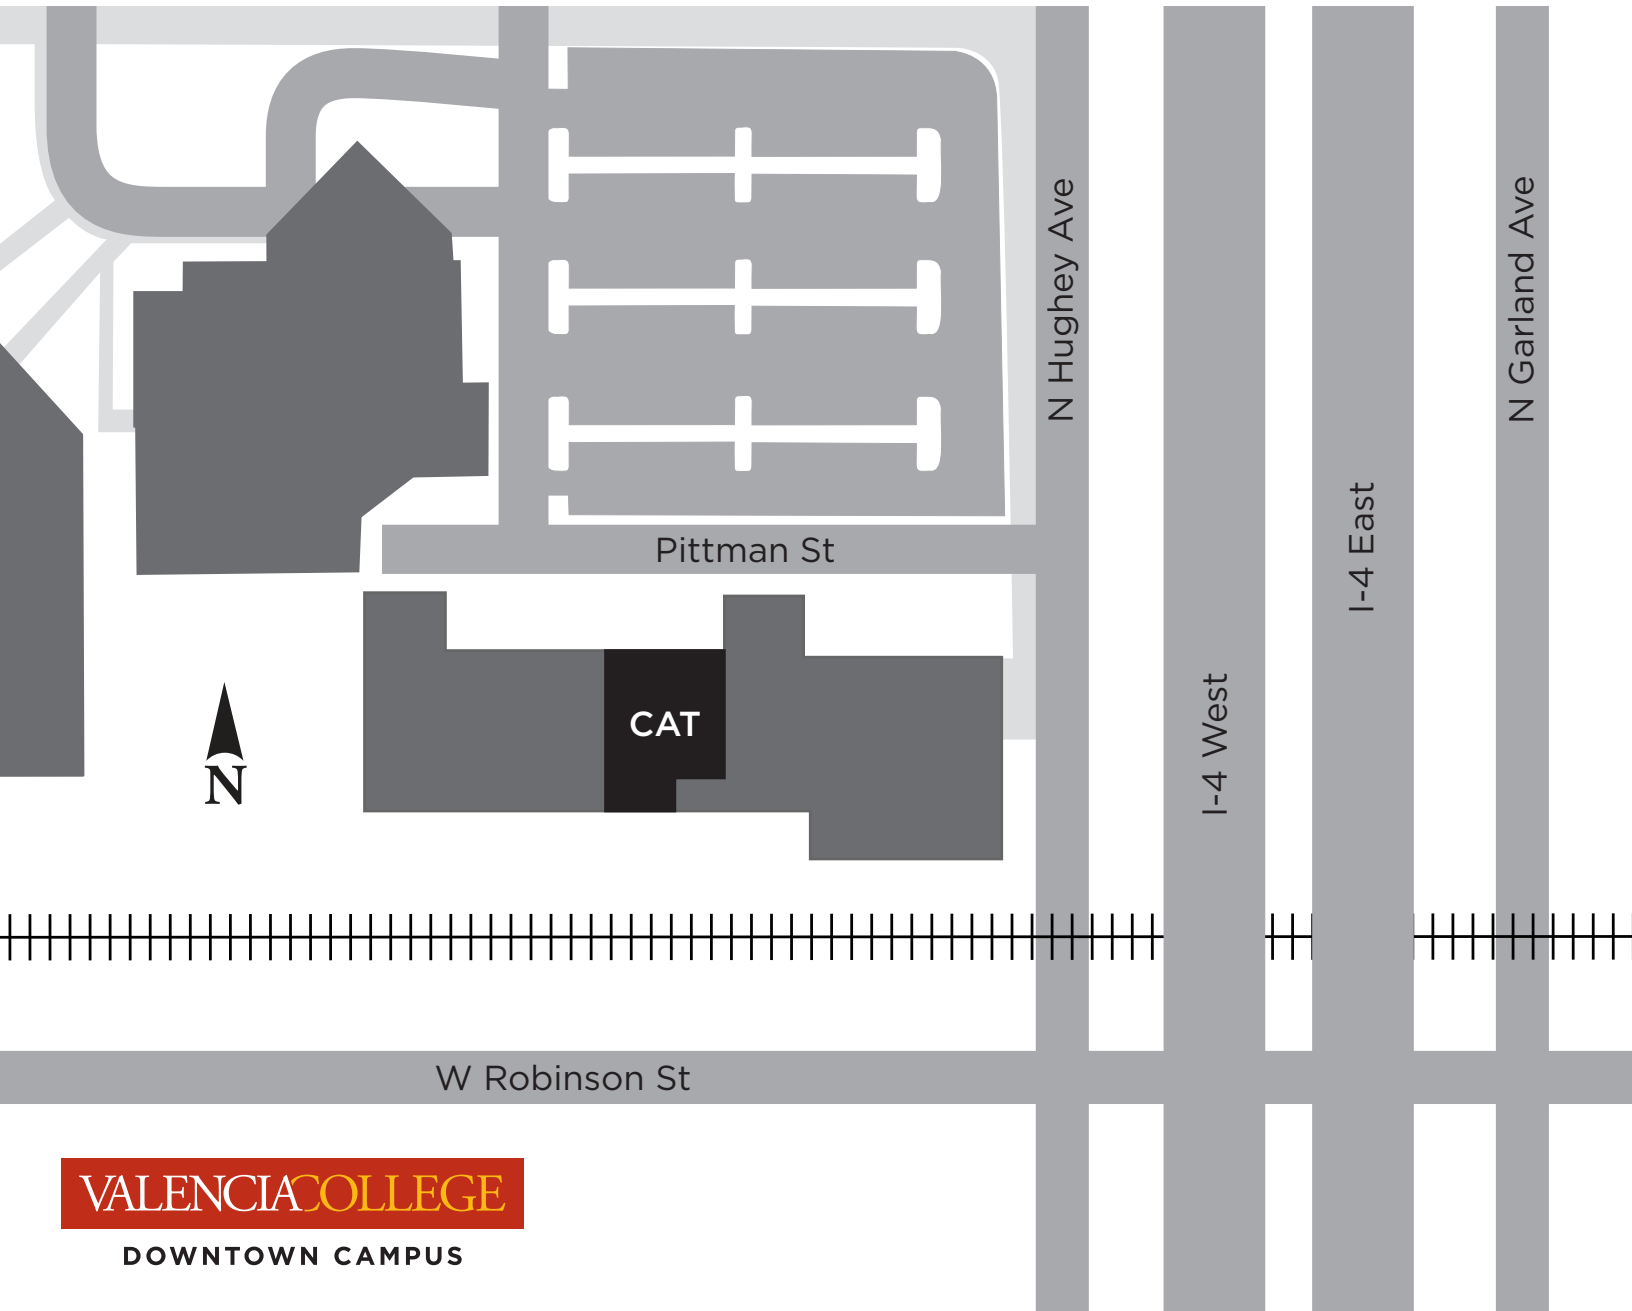 N Hughey Ave
N Garland Ave
I-4 East
Pittman St
I-4 West
CAT
N
W Robinson St
VALENCIACOLLEGE
DOWNTOWN CAMPUS